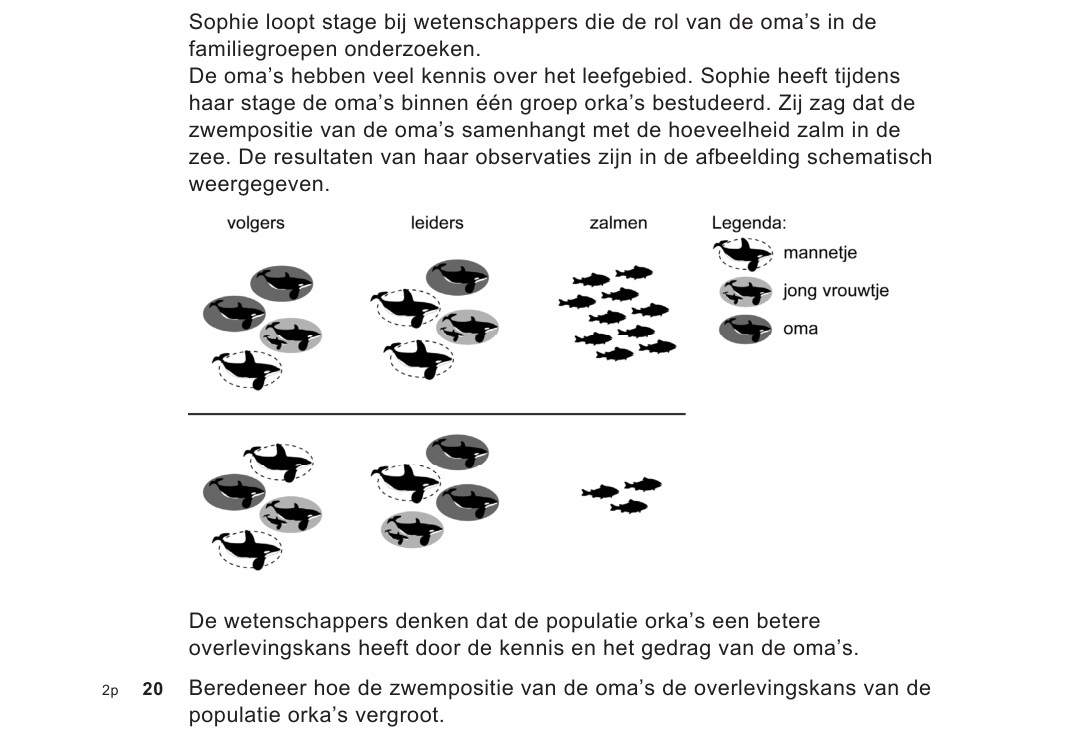 Sophie loopt stage bij wetenschappers die de rol van de oma’s in de
familiegroepen onderzoeken.
De oma’s hebben veel kennis over het leefgebied. Sophie heeft tijdens
haar stage de oma’s binnen één groep orka’s bestudeerd. Zij zag dat de
zwempositie van de oma’s samenhangt met de hoeveelheid zalm in de
zee. De resultaten van haar observaties zijn in de afbeelding schematisch
weergegeven.
volgers leiders zalmen Legenda:
mannetje
jong vrouwtje
oma
De wetenschappers denken dat de populatie orka’s een betere
overlevingskans heeft door de kennis en het gedrag van de oma’s.
2p 20 Beredeneer hoe de zwempositie van de oma’s de overlevingskans van de
populatie orka’s vergroot.